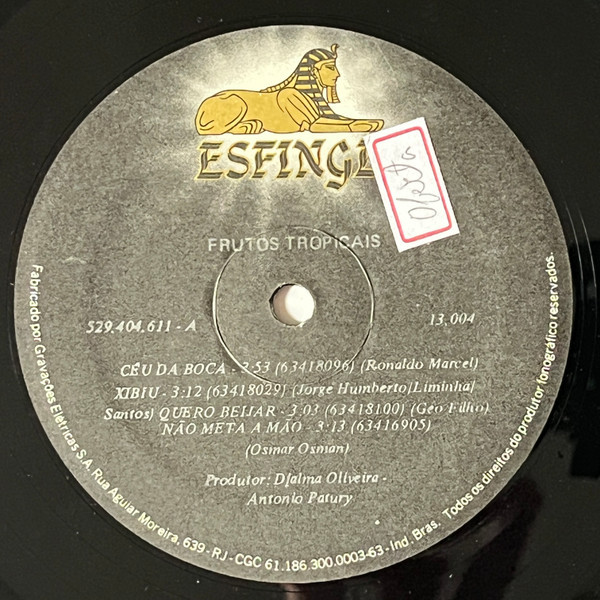 ESFINGE
FRUTOS TROPICAIS
529.404.611 - A
13,004
CÉU DA BOCA - 3:53 (63418096) (Ronaldo Marcel)
XIBIU - 3:12 (63418029) (Jorge Humberto/Liminha/
Santos) QUERO BEIJAR - 3:03 (63418100) (Géo Filho)
NÃO META A MÃO - 3:13 (63416905)
(Osmar Osman)
Produtor: Djalma Oliveira -
Antonio Patury
Fabricado por Gravações Elétricas S.A. Rua Aguiar Moreira, 639 - RJ - CGC 61.186.300.0003-63 - Ind. Bras. Todos os direitos do produtor fonográfico reservados.